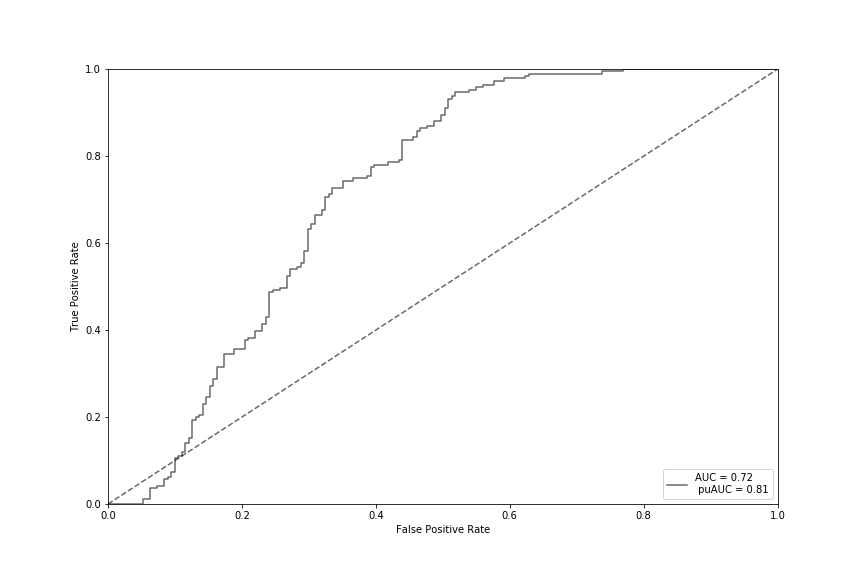 1.0
0.8
0.6
0.4
0.2
0.0
True Positive Rate
AUC = 0.72
puAUC = 0.81
0.0 0.2 0.4 0.6 0.8 1.0
False Positive Rate